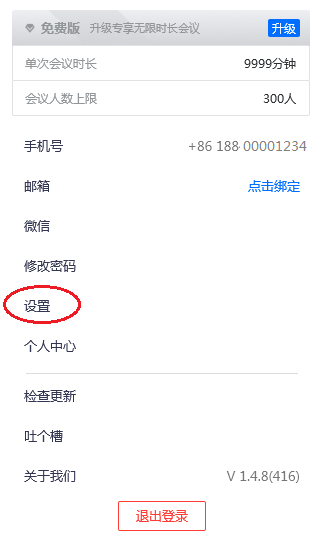 免费版 升级专享无限时长会议 升级
单次会议时长 9999分钟
会议人数上限 300人
手机号 +86 188 00001234
邮箱 点击绑定
微信
修改密码
设置
个人中心
检查更新
吐个槽
关于我们 V 1.4.8(416)
退出登录